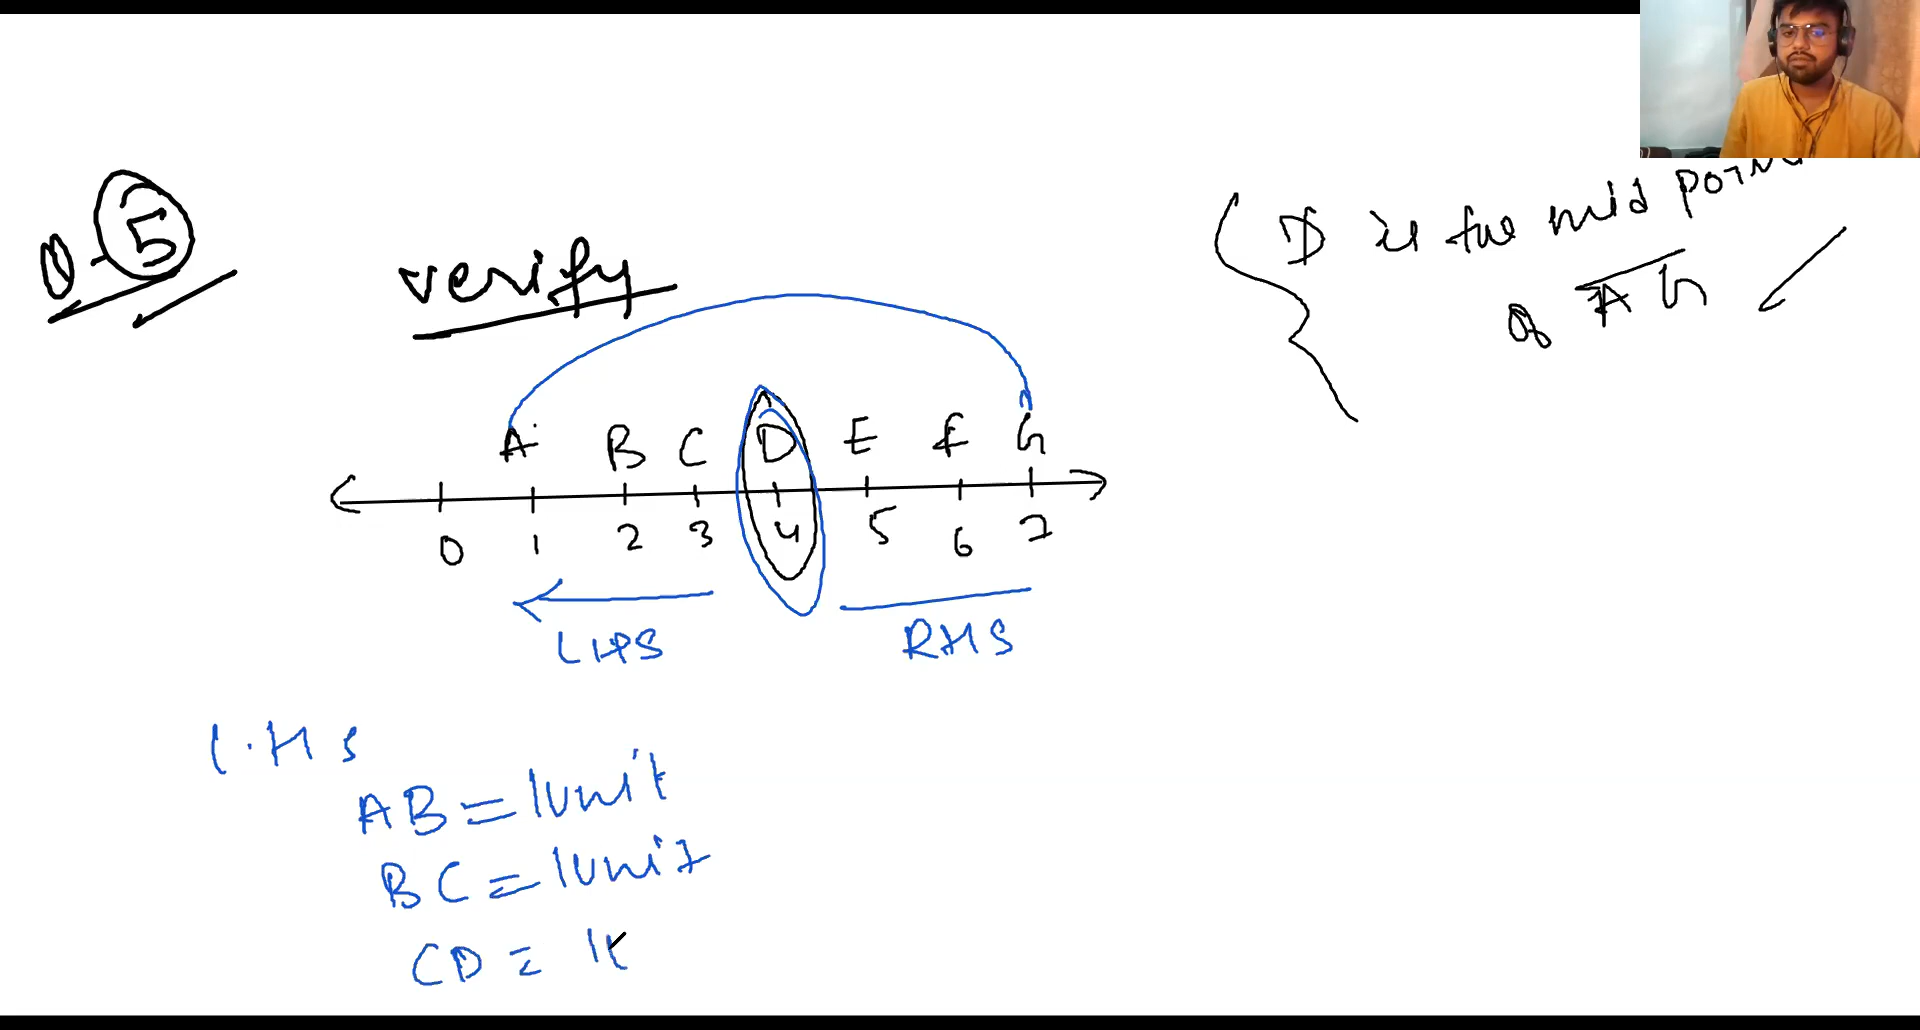 Q-5
verify
D is the mid point
of AG
A B C D E F G
0 1 2 3 4 5 6 7
LHS RHS
L.HS
AB = 1unit
BC = 1unit
CD = 1